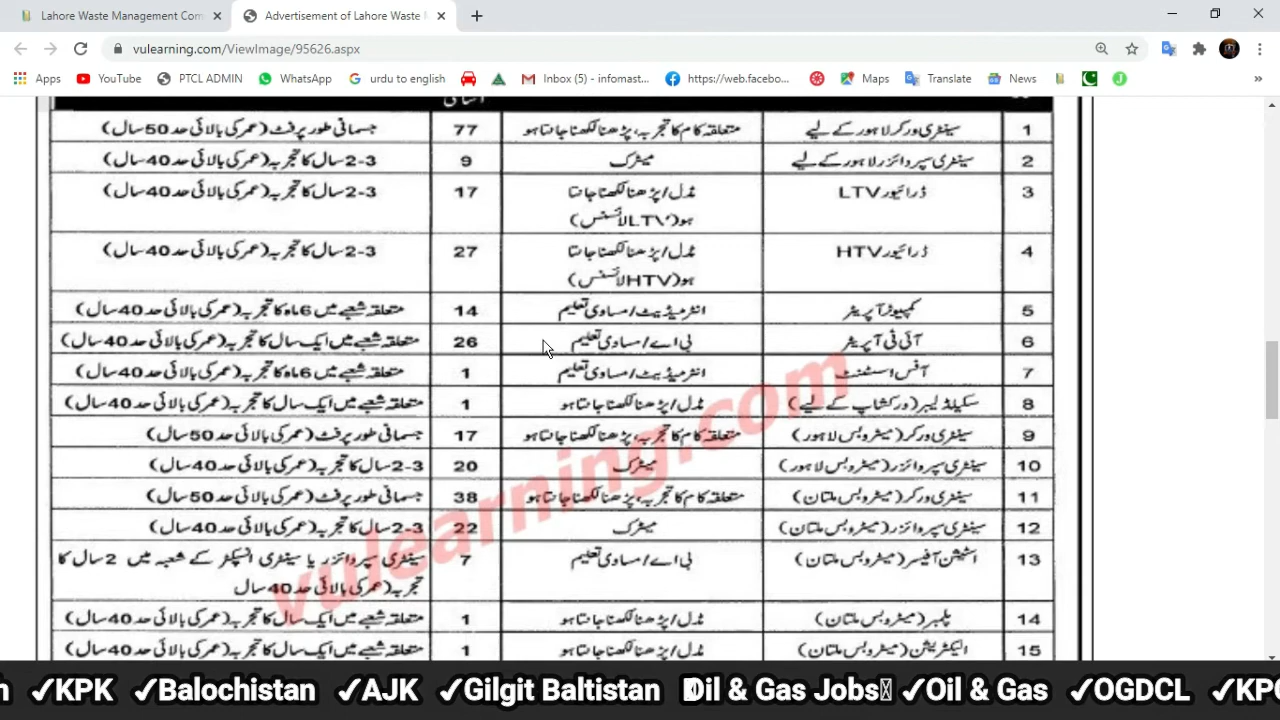 Lahore Waste Management Com
Advertisement of Lahore Waste M
vulearning.com/ViewImage/95626.aspx
Apps YouTube PTCL ADMIN WhatsApp urdu to english Inbox (5) - infomast... https:/web.facebo... Maps Translate News »
آسامی
1 سینٹری ورکر لاہور کے لیے متعلقہ کام کا تجربہ، پڑھنا لکھنا جانتا ہو 77 جسمانی طور پر فٹ (عمر کی بالائی حد 50 سال)
2 سینٹری سپروائزر لاہور کے لیے میٹرک 9 2-3 سال کا تجربہ (عمر کی بالائی حد 40 سال)
3 ڈرائیور LTV مڈل/پڑھنا لکھنا جانتا 17 2-3 سال کا تجربہ (عمر کی بالائی حد 40 سال)
ہو (LTV لائسنس)
4 ڈرائیور HTV مڈل/پڑھنا لکھنا جانتا 27 2-3 سال کا تجربہ (عمر کی بالائی حد 40 سال)
ہو (HTV لائسنس)
5 کمپیوٹر آپریٹر انٹرمیڈیٹ/مساوی تعلیم 14 متعلقہ شعبے میں 6 ماہ کا تجربہ (عمر کی بالائی حد 40 سال)
6 آئی ٹی آپریٹر بی اے/مساوی تعلیم 26 متعلقہ شعبے میں ایک سال کا تجربہ (عمر کی بالائی حد 40 سال)
7 آفس اسسٹنٹ انٹرمیڈیٹ/مساوی تعلیم 1 متعلقہ شعبے میں 6 ماہ کا تجربہ (عمر کی بالائی حد 40 سال)
8 سکیلڈ لیبر (ورکشاپ کے لیے) مڈل/پڑھنا لکھنا جانتا ہو 1 متعلقہ شعبے میں ایک سال کا تجربہ (عمر کی بالائی حد 40 سال)
9 سینٹری ورکر (میٹرو بس لاہور) متعلقہ کام کا تجربہ، پڑھنا لکھنا جانتا ہو 17 جسمانی طور پر فٹ (عمر کی بالائی حد 50 سال)
10 سینٹری سپروائزر (میٹرو بس لاہور) میٹرک 20 2-3 سال کا تجربہ (عمر کی بالائی حد 40 سال)
11 سینٹری ورکر (میٹرو بس ملتان) متعلقہ کام کا تجربہ، پڑھنا لکھنا جانتا ہو 38 جسمانی طور پر فٹ (عمر کی بالائی حد 50 سال)
12 سینٹری سپروائزر (میٹرو بس ملتان) میٹرک 22 2-3 سال کا تجربہ (عمر کی بالائی حد 40 سال)
13 اسٹیشن آفیسر (میٹرو بس ملتان) بی اے/مساوی تعلیم 7 سینٹری سپروائزر یا سینٹری انسپکٹر کے شعبہ میں 2 سال کا
تجربہ (عمر کی بالائی حد 40 سال
14 پلمبر (میٹرو بس ملتان) مڈل/پڑھنا لکھنا جانتا ہو 1 متعلقہ شعبے میں ایک سال کا تجربہ (عمر کی بالائی حد 40 سال)
15 الیکٹریشن (میٹرو بس ملتان) مڈل/پڑھنا لکھنا جانتا ہو 1 متعلقہ شعبے میں ایک سال کا تجربہ (عمر کی بالائی حد 40 سال)
vulearning.com
✓KPK ✓Balochistan ✓AJK ✓Gilgit Baltistan Oil & Gas Jobs ✓Oil & Gas ✓OGDCL ✓KPO